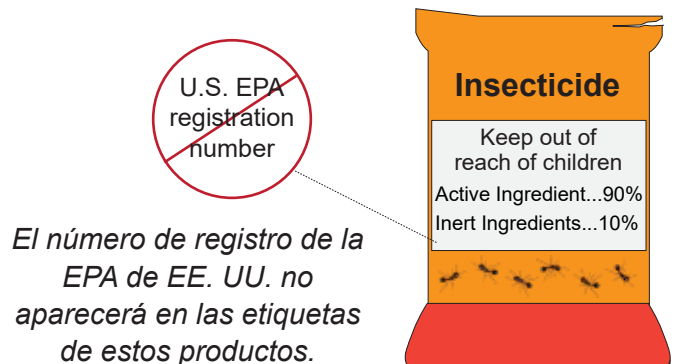 U.S. EPA
registration
number
Insecticide
Keep out of
reach of children
Active Ingredient...90%
Inert Ingredients...10%
El número de registro de la
EPA de EE. UU. no
aparecerá en las etiquetas
de estos productos.